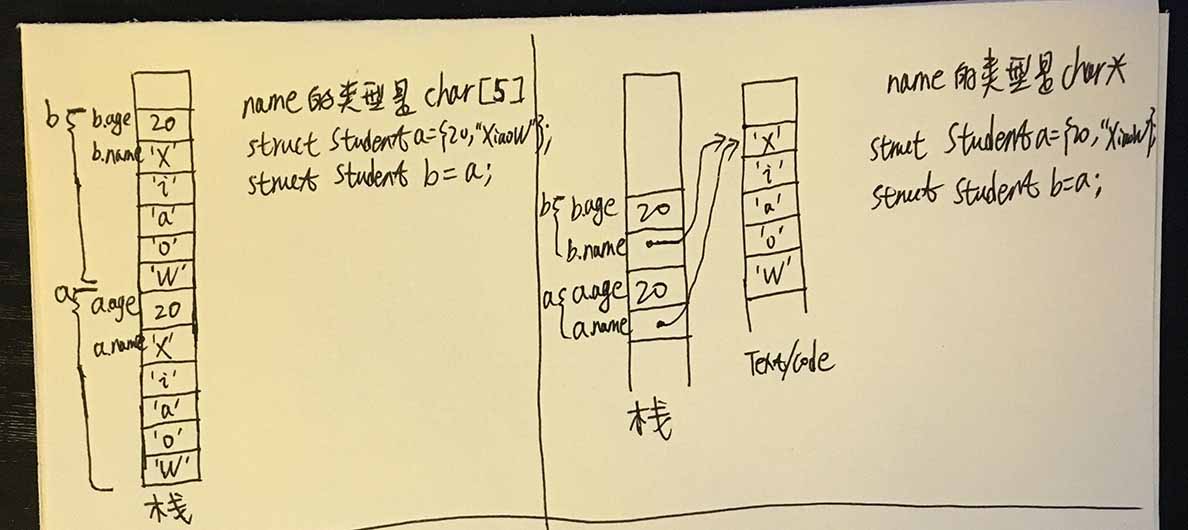 name的类型是 char[5]
struct Student a={20,"XiaoW"};
struct Student b=a;
b b.age 20
b.name 'X'
'i'
'a'
'o'
'W'
a a.age 20
a.name 'X'
'i'
'a'
'o'
'W'
栈
name的类型是 char*
struct Student a={20,"XiaoW"};
struct Student b=a;
b b.age 20
b.name
a a.age 20
a.name
栈
'X'
'i'
'a'
'o'
'W'
Text/Code